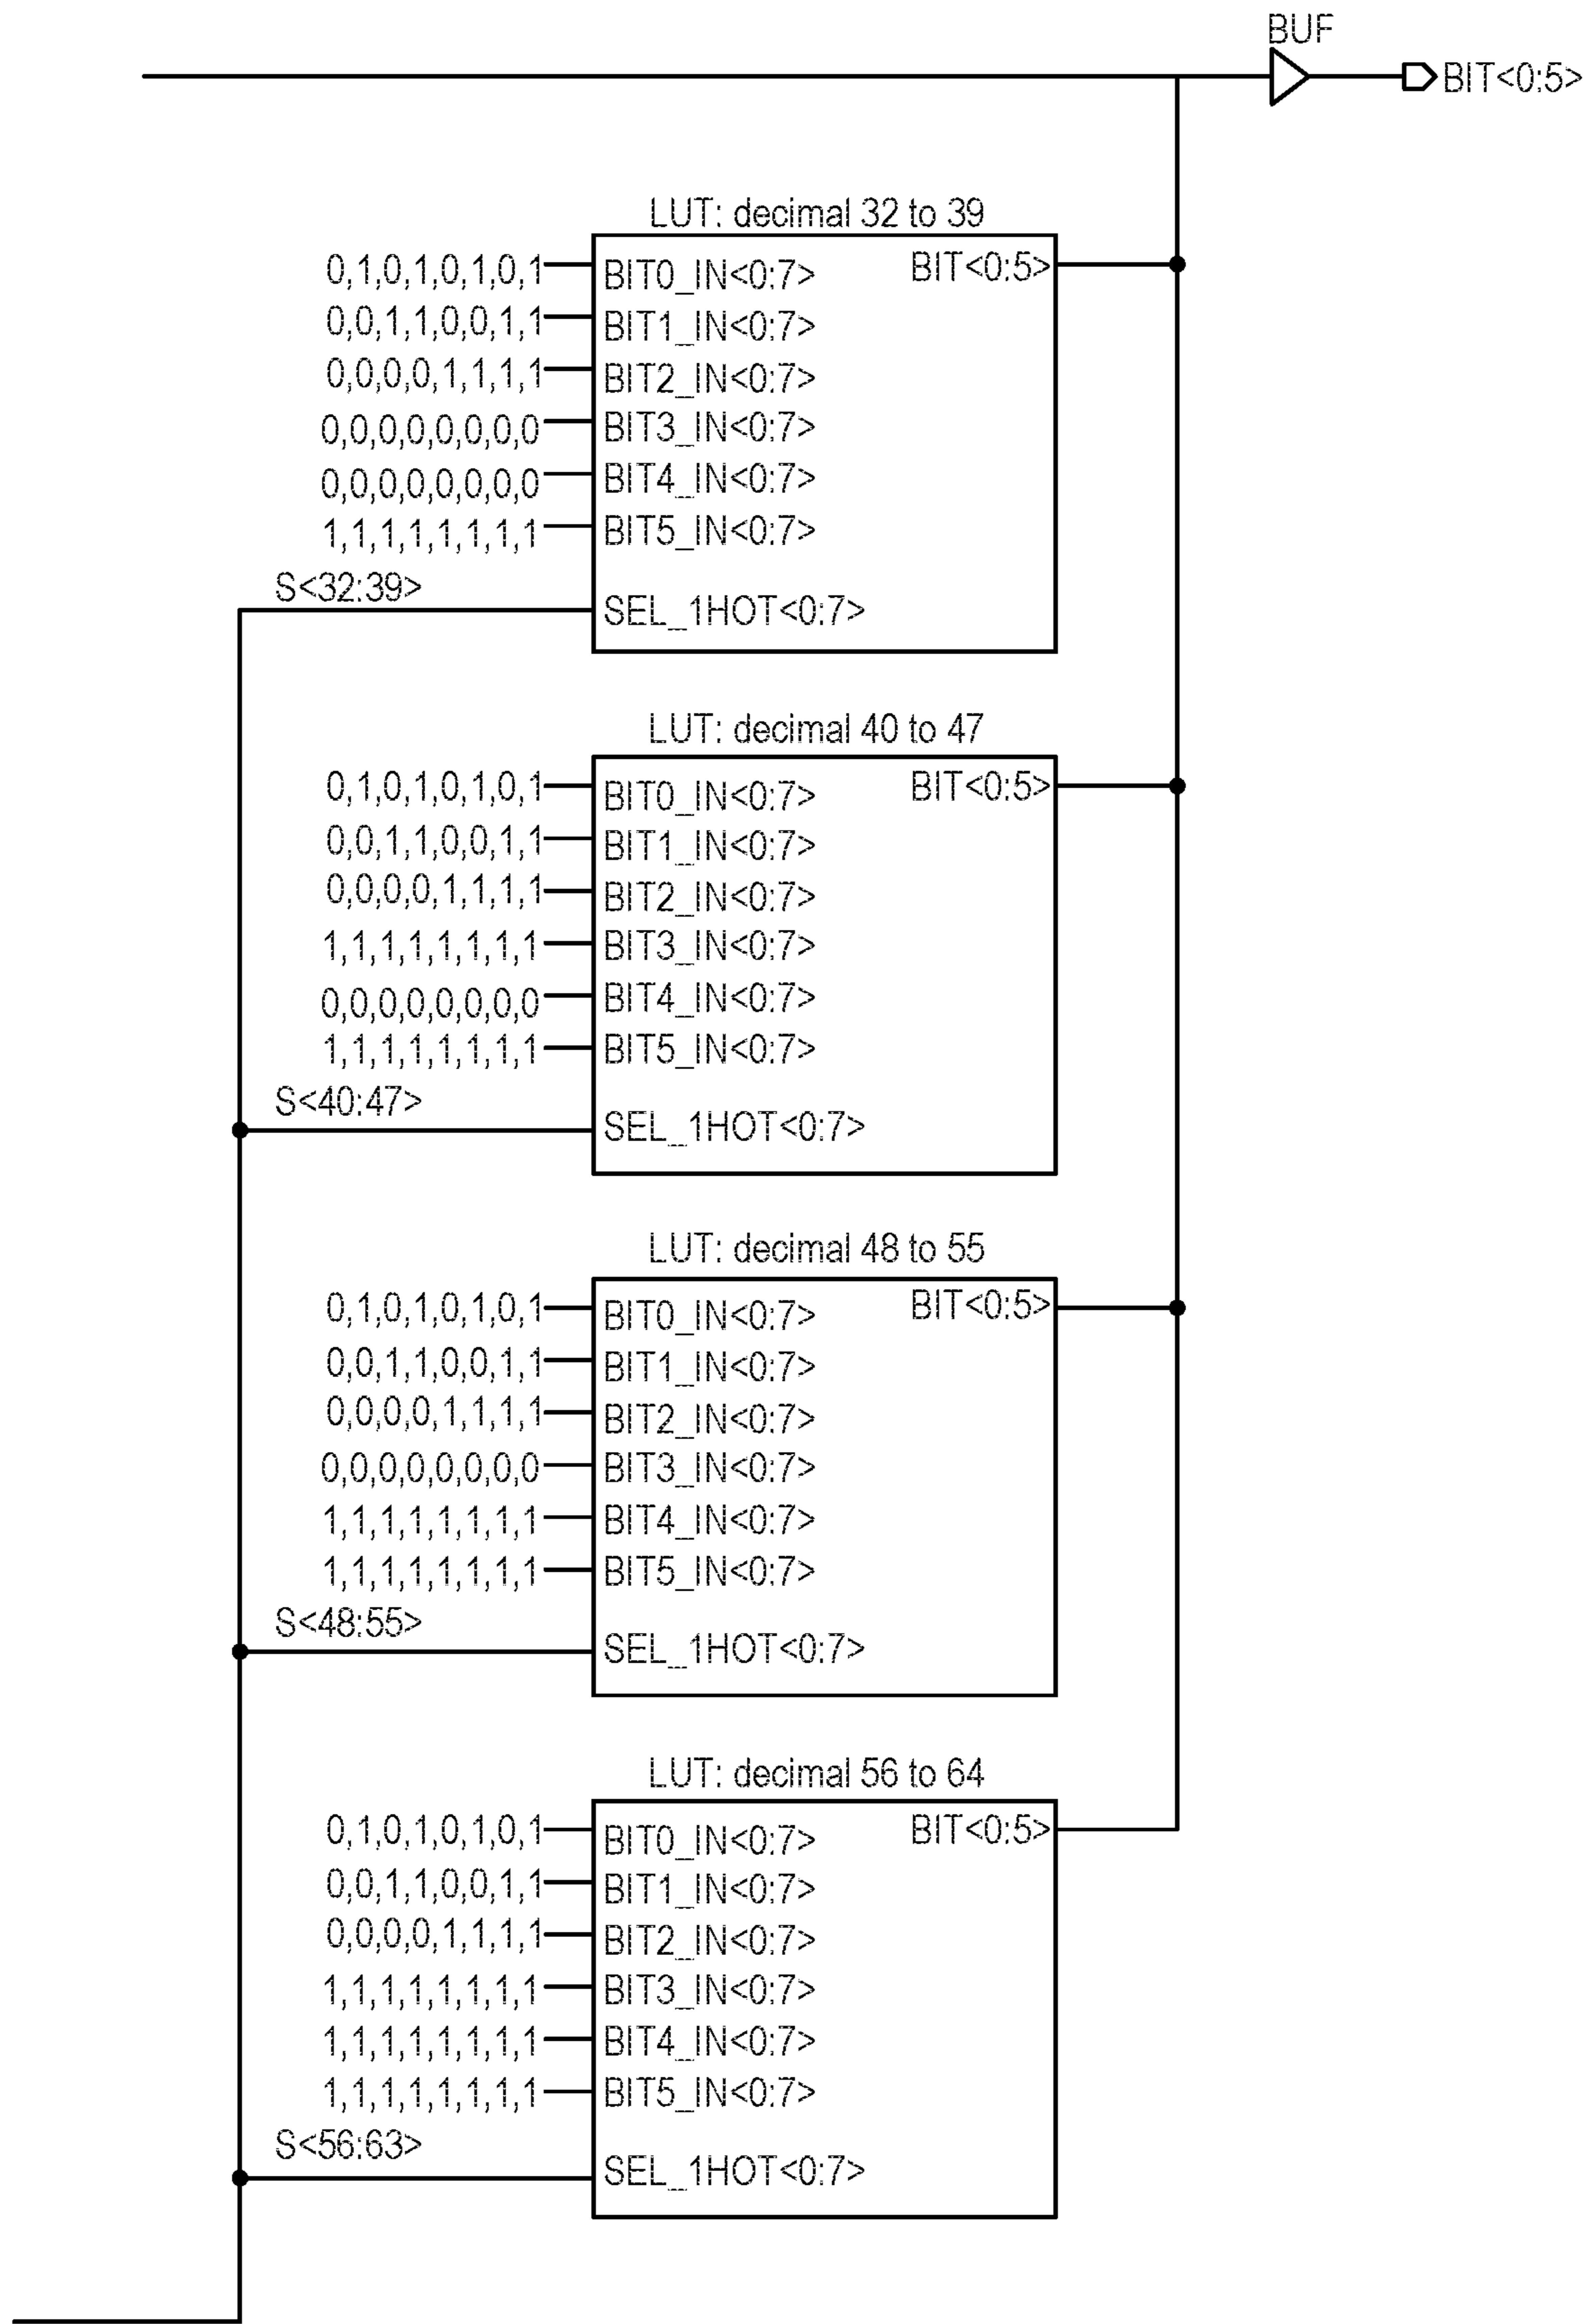 BUF
BIT<0:5>
LUT: decimal 32 to 39
0,1,0,1,0,1,0,1 BIT0_IN<0:7> BIT<0:5>
0,0,1,1,0,0,1,1 BIT1_IN<0:7>
0,0,0,0,1,1,1,1 BIT2_IN<0:7>
0,0,0,0,0,0,0,0 BIT3_IN<0:7>
0,0,0,0,0,0,0,0 BIT4_IN<0:7>
1,1,1,1,1,1,1,1 BIT5_IN<0:7>
S<32:39>
SEL_1HOT<0:7>
LUT: decimal 40 to 47
0,1,0,1,0,1,0,1 BIT0_IN<0:7> BIT<0:5>
0,0,1,1,0,0,1,1 BIT1_IN<0:7>
0,0,0,0,1,1,1,1 BIT2_IN<0:7>
1,1,1,1,1,1,1,1 BIT3_IN<0:7>
0,0,0,0,0,0,0,0 BIT4_IN<0:7>
1,1,1,1,1,1,1,1 BIT5_IN<0:7>
S<40:47>
SEL_1HOT<0:7>
LUT: decimal 48 to 55
0,1,0,1,0,1,0,1 BIT0_IN<0:7> BIT<0:5>
0,0,1,1,0,0,1,1 BIT1_IN<0:7>
0,0,0,0,1,1,1,1 BIT2_IN<0:7>
0,0,0,0,0,0,0,0 BIT3_IN<0:7>
1,1,1,1,1,1,1,1 BIT4_IN<0:7>
1,1,1,1,1,1,1,1 BIT5_IN<0:7>
S<48:55>
SEL_1HOT<0:7>
LUT: decimal 56 to 64
0,1,0,1,0,1,0,1 BIT0_IN<0:7> BIT<0:5>
0,0,1,1,0,0,1,1 BIT1_IN<0:7>
0,0,0,0,1,1,1,1 BIT2_IN<0:7>
1,1,1,1,1,1,1,1 BIT3_IN<0:7>
1,1,1,1,1,1,1,1 BIT4_IN<0:7>
1,1,1,1,1,1,1,1 BIT5_IN<0:7>
S<56:63>
SEL_1HOT<0:7>